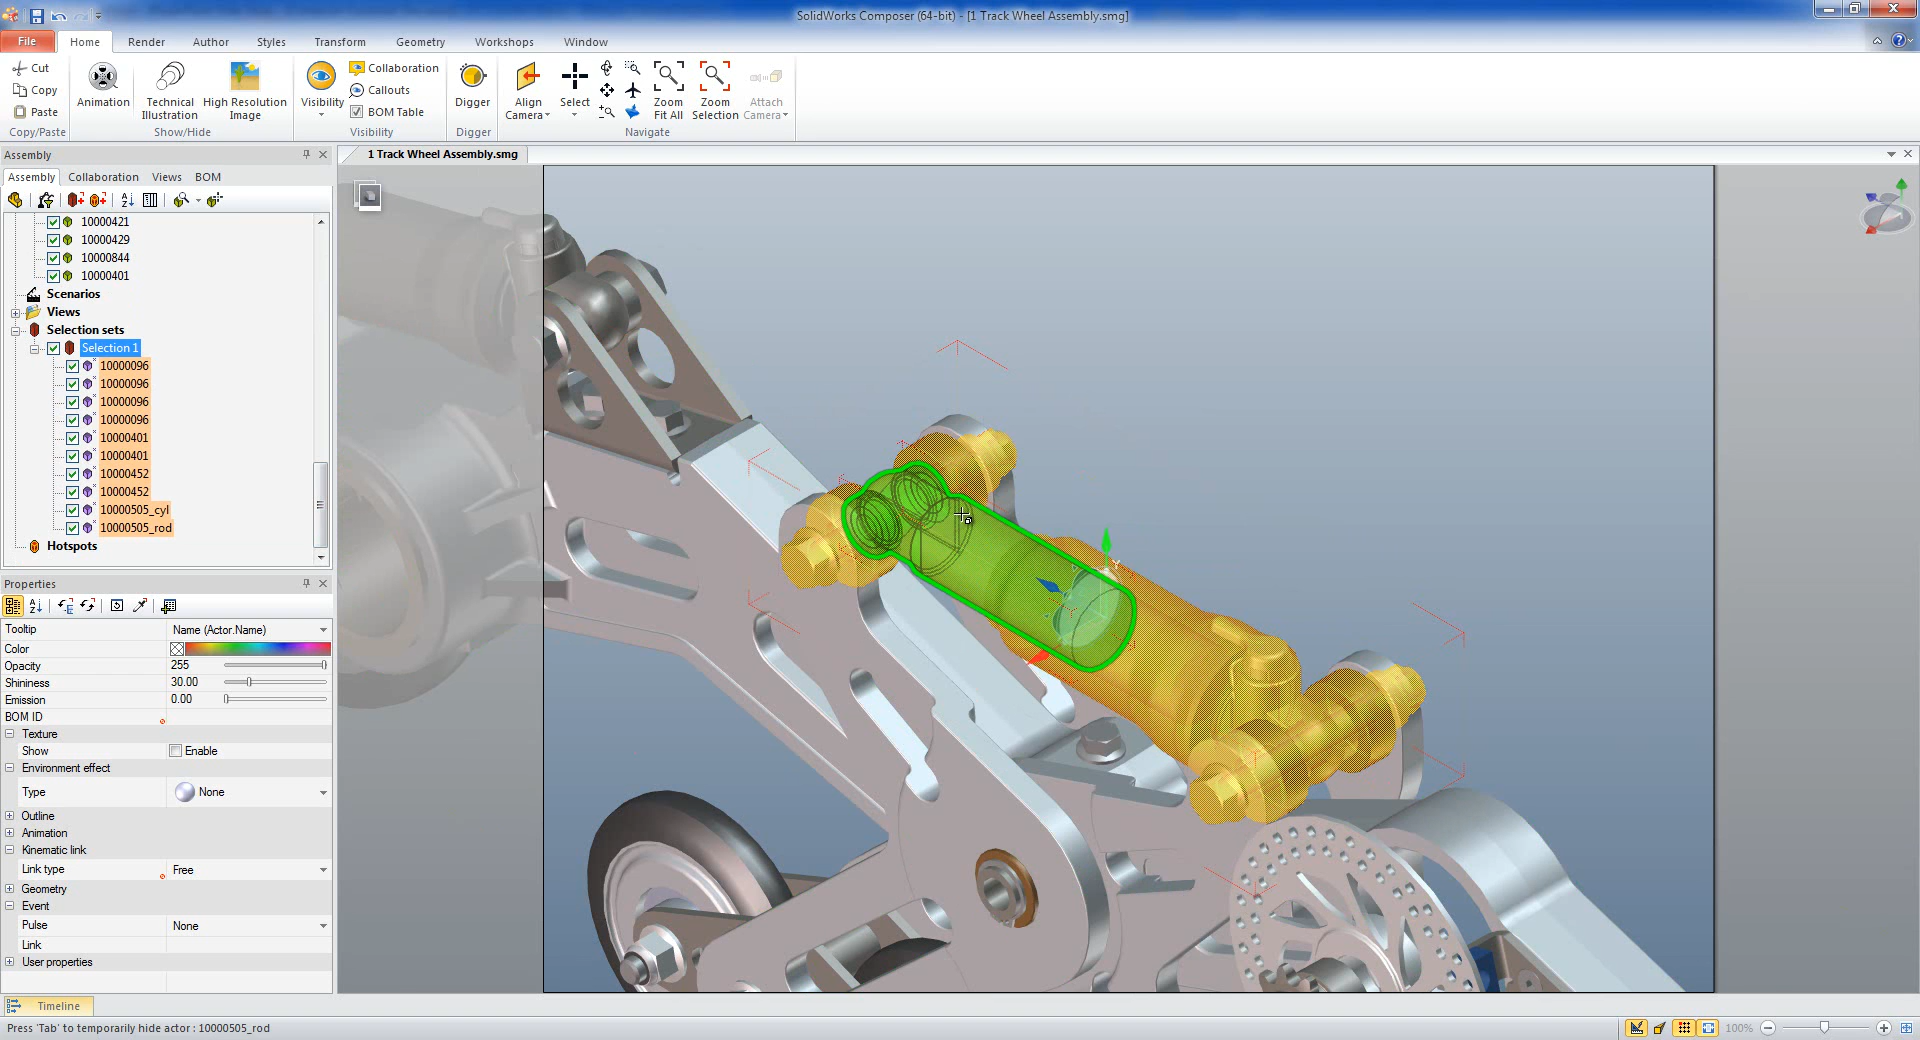 SolidWorks Composer (64-bit) - [1 Track Wheel Assembly.smg]
File Home Render Author Styles Transform Geometry Workshops Window
Cut
Copy
Paste
Copy/Paste
Animation
Technical Illustration
High Resolution Image
Show/Hide
Visibility
Collaboration
Callouts
BOM Table
Visibility
Digger
Digger
Align Camera
Select
Zoom Fit All
Zoom Selection
Attach Camera
Navigate
Assembly
1 Track Wheel Assembly.smg
Assembly Collaboration Views BOM
10000421
10000429
10000844
10000401
Scenarios
Views
Selection sets
Selection 1
10000096
10000096
10000096
10000096
10000401
10000401
10000452
10000452
10000505_cyl
10000505_rod
Hotspots
Properties
Tooltip Name (Actor.Name)
Color
Opacity 255
Shininess 30.00
Emission 0.00
BOM ID
Texture
Show Enable
Environment effect
Type None
Outline
Animation
Kinematic link
Link type Free
Geometry
Event
Pulse None
Link
User properties
Y
Timeline
Press 'Tab' to temporarily hide actor : 10000505_rod
100%